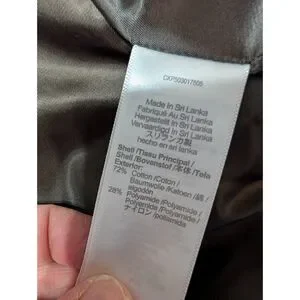 Made in Sri Lanka
Fabriqué Au Sri Lanka
Hergestellt in Sri Lanka
Vervaardigd in Sri Lanka
スリランカ製
hecho en sri lanka
Shell /Tissu Principal /
Shell /Bovenstof /本体 /Tela
Exterior:
72% Cotton /Coton /
Baumwolle /Katoen /綿 /
algodón
28% Polyamide /Polyamide /
Polyamide /Polyamide /
ナイロン /poliamida